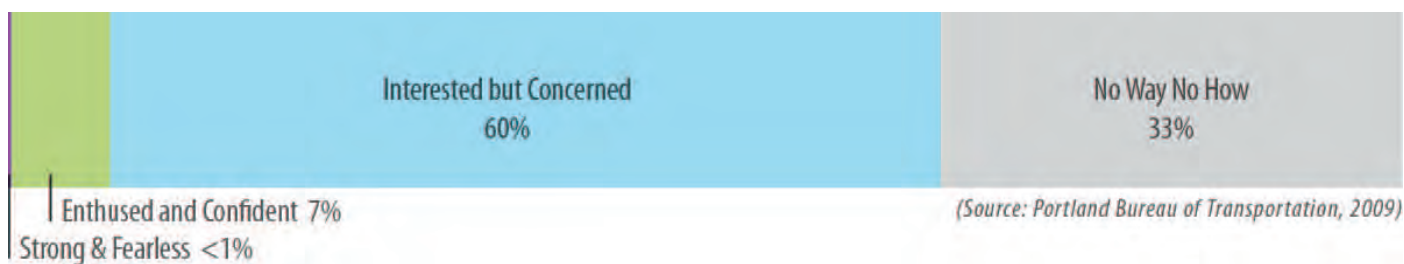 Interested but Concerned
60%
No Way No How
33%
Enthused and Confident 7%
(Source: Portland Bureau of Transportation, 2009)
Strong & Fearless <1%